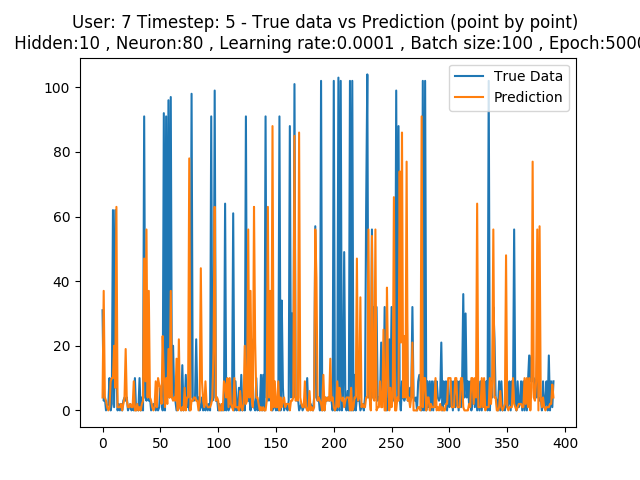 User: 7 Timestep: 5 - True data vs Prediction (point by point)
Hidden:10 , Neuron:80 , Learning rate:0.0001 , Batch size:100 , Epoch:5000
True Data
Prediction
100
80
60
40
20
0
0 50 100 150 200 250 300 350 400